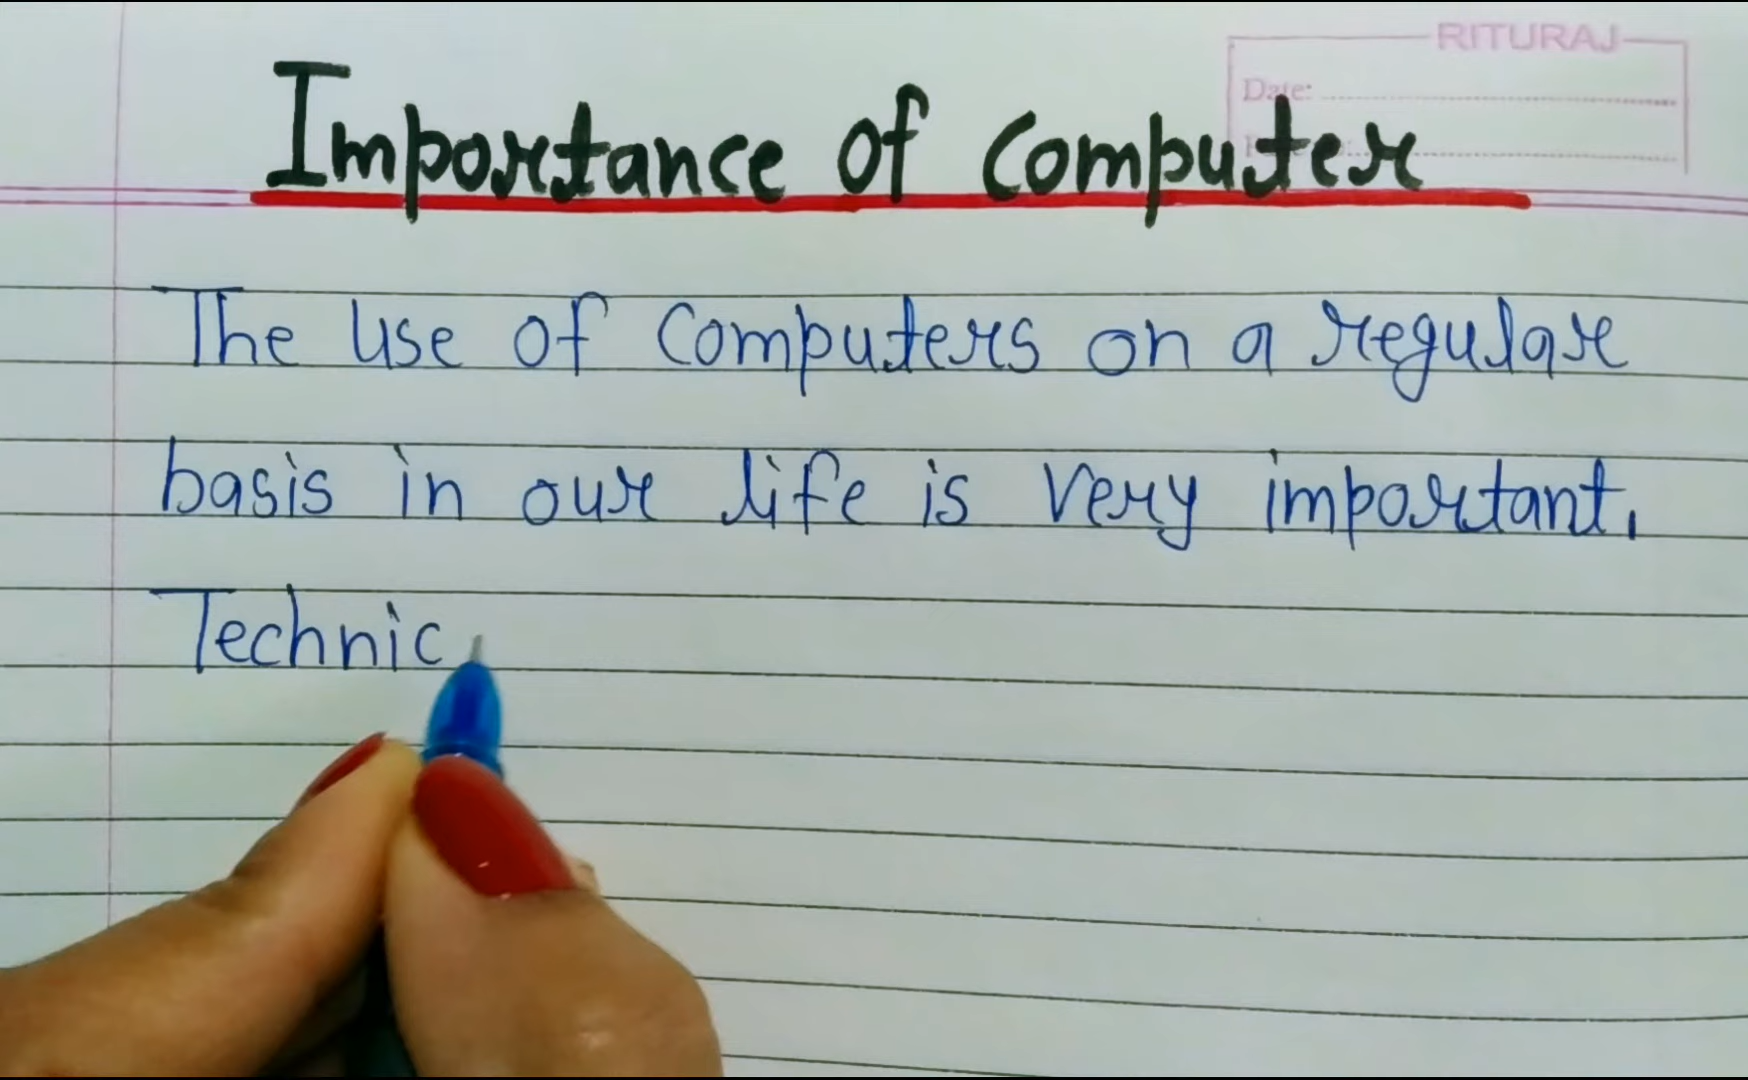 RITURAJ
Date:
Importance of Computer
The use of Computers on a regular
basis in our life is very important.
Technic